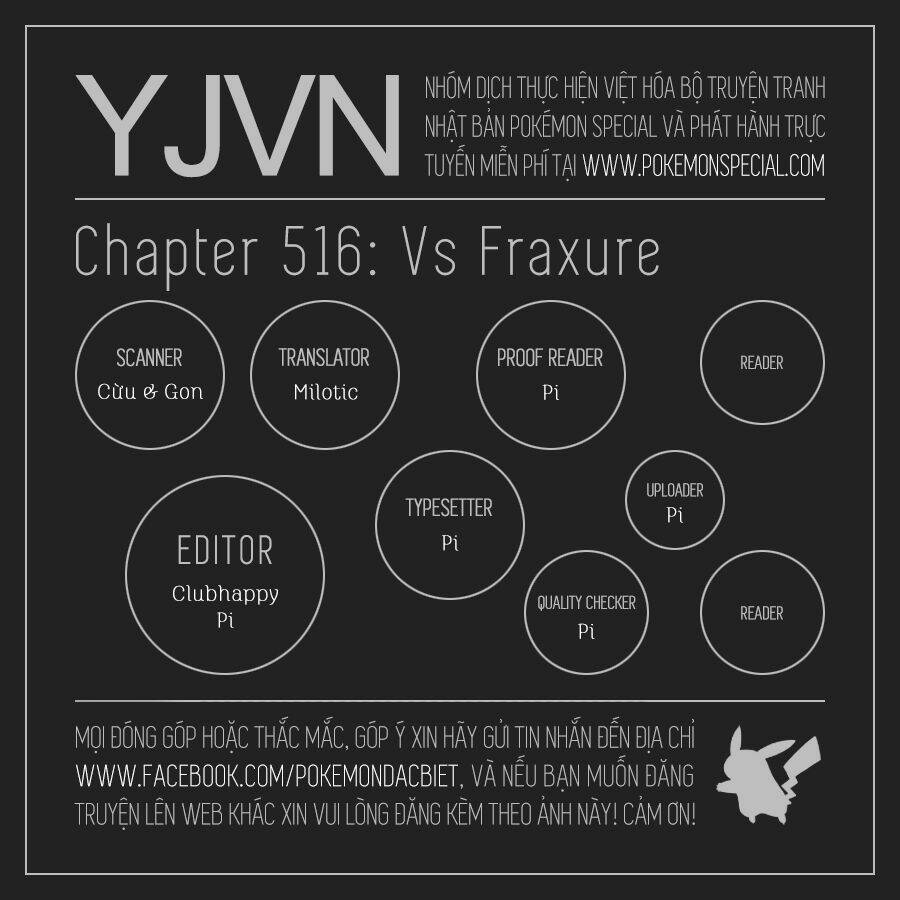 YJVN
NHÓM DỊCH THỰC HIỆN VIỆT HÓA BỘ TRUYỆN TRANH
NHẬT BẢN POKÉMON SPECIAL VÀ PHÁT HÀNH TRỰC
TUYẾN MIỄN PHÍ TẠI WWW.POKEMONSPECIAL.COM
Chapter 516: Vs Fraxure
SCANNER
Cừu & Gon
TRANSLATOR
Milotic
PROOF READER
Pi
READER
EDITOR
Clubhappy
Pi
TYPESETTER
Pi
UPLOADER
Pi
QUALITY CHECKER
Pi
READER
MỌI ĐÓNG GÓP HOẶC THẮC MẮC, GÓP Ý XIN HÃY GỬI TIN NHẮN ĐẾN ĐỊA CHỈ
WWW.FACEBOOK.COM/POKEMONDACBIET, VÀ NẾU BẠN MUỐN ĐĂNG
TRUYỆN LÊN WEB KHÁC XIN VUI LÒNG ĐĂNG KÈM THEO ẢNH NÀY! CẢM ƠN!